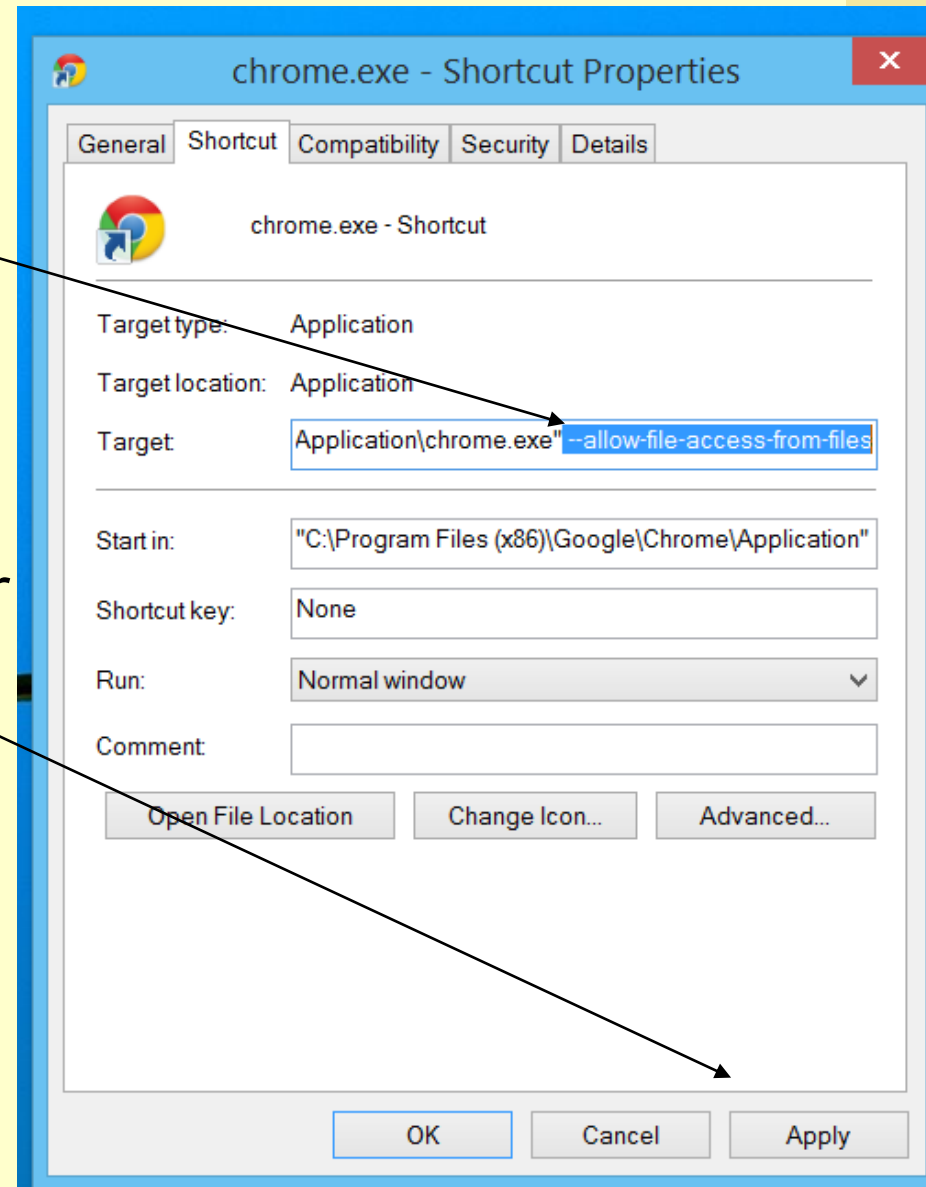 chrome.exe - Shortcut Properties
General Shortcut Compatibility Security Details
chrome.exe - Shortcut
Target type: Application
Target location: Application
Target: Application\chrome.exe" --allow-file-access-from-files
Start in: "C:\Program Files (x86)\Google\Chrome\Application"
Shortcut key: None
Run: Normal window
Comment:
Open File Location Change Icon... Advanced...
OK Cancel Apply